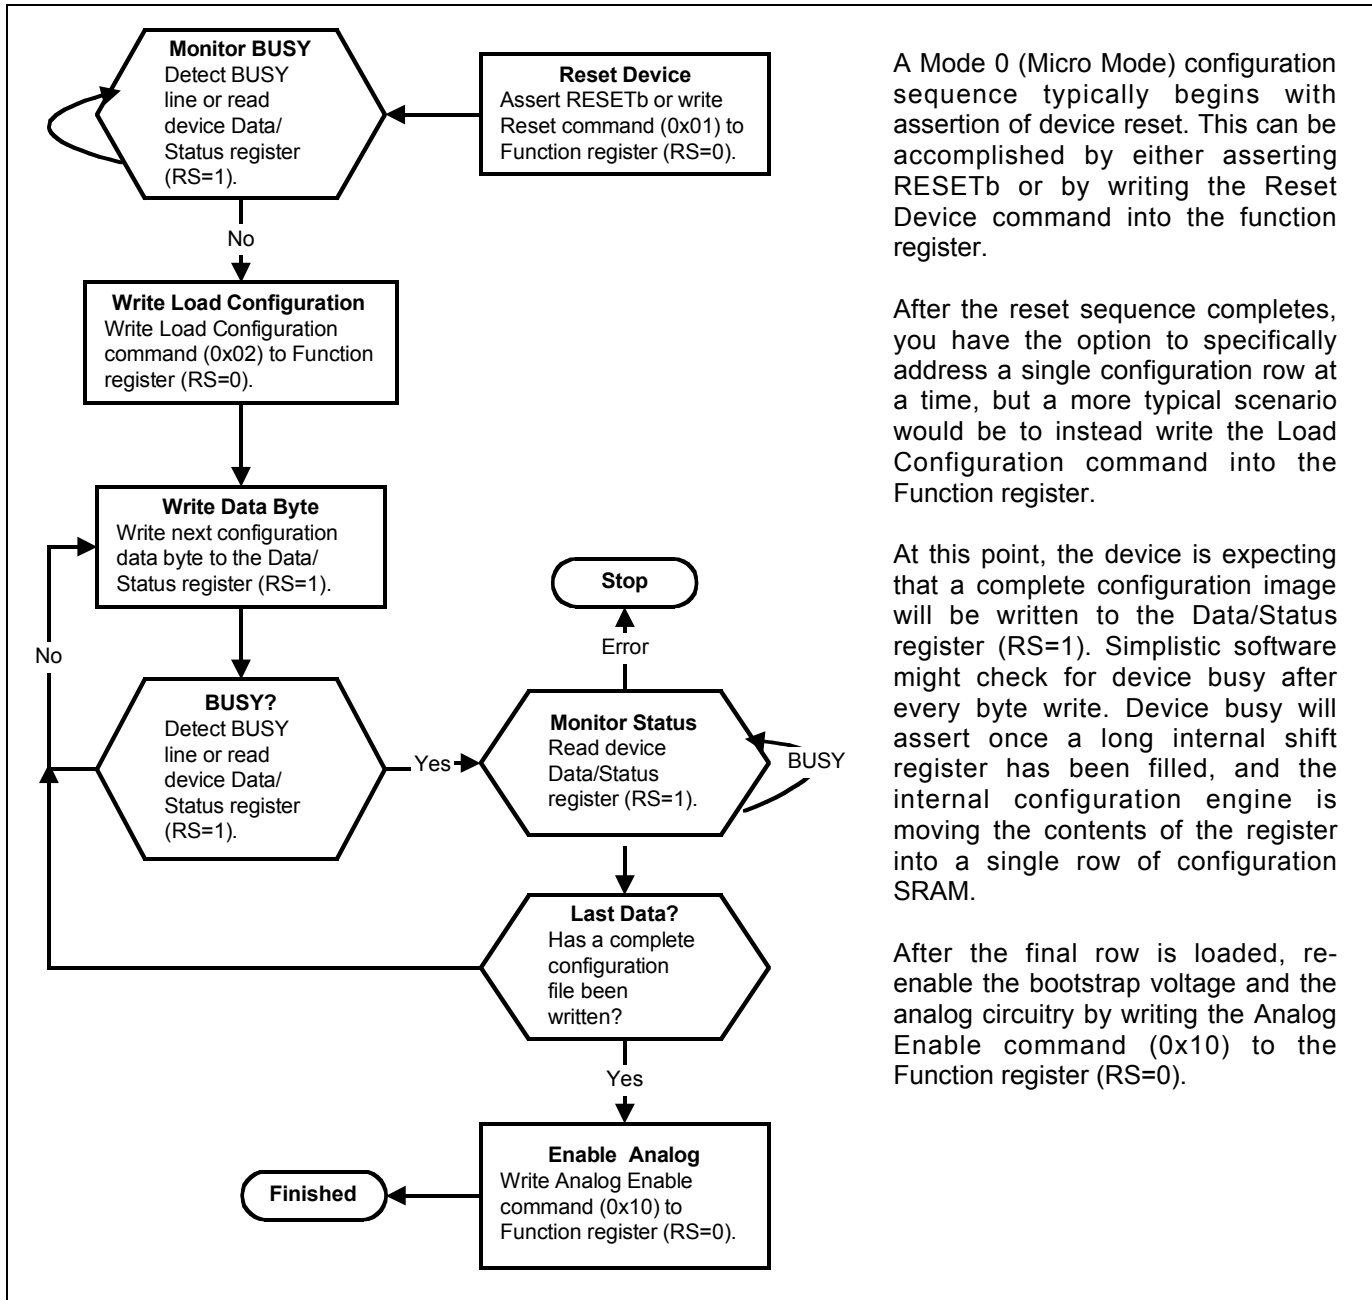 Monitor BUSY
Detect BUSY
line or read
device Data/
Status register
(RS=1).
Reset Device
Assert RESETb or write
Reset command (0x01) to
Function register (RS=0).
No
Write Load Configuration
Write Load Configuration
command (0x02) to Function
register (RS=0).
Write Data Byte
Write next configuration
data byte to the Data/
Status register (RS=1).
No
BUSY?
Detect BUSY
line or read
device Data/
Status register
(RS=1).
Yes
Stop
Error
Monitor Status
Read device
Data/Status
register (RS=1).
BUSY
Last Data?
Has a complete
configuration
file been
written?
Yes
Enable Analog
Write Analog Enable
command (0x10) to
Function register (RS=0).
Finished
A Mode 0 (Micro Mode) configuration
sequence typically begins with
assertion of device reset. This can be
accomplished by either asserting
RESETb or by writing the Reset
Device command into the function
register.
After the reset sequence completes,
you have the option to specifically
address a single configuration row at
a time, but a more typical scenario
would be to instead write the Load
Configuration command into the
Function register.
At this point, the device is expecting
that a complete configuration image
will be written to the Data/Status
register (RS=1). Simplistic software
might check for device busy after
every byte write. Device busy will
assert once a long internal shift
register has been filled, and the
internal configuration engine is
moving the contents of the register
into a single row of configuration
SRAM.
After the final row is loaded, re-
enable the bootstrap voltage and the
analog circuitry by writing the Analog
Enable command (0x10) to the
Function register (RS=0).